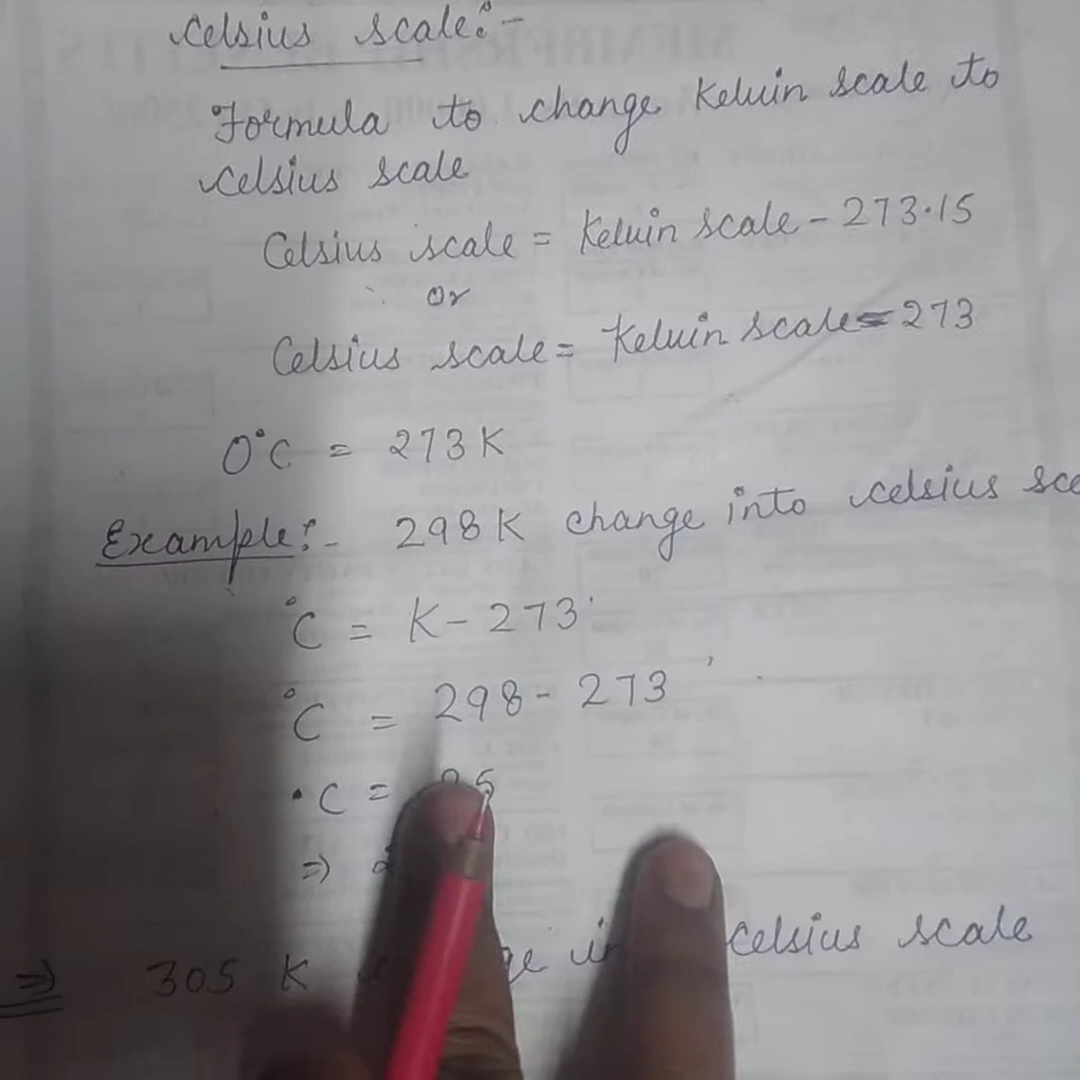 Celsius scale:-
Formula to change Kelvin scale to
Celsius scale
Celsius scale = Kelvin scale - 273.15
Or
Celsius scale = Kelvin scale - 273
0°C = 273 K
Example:- 298 K change into celsius
°C = K - 273
°C = 298 - 273
°C =
⇒
⇒ 305 K celsius scale